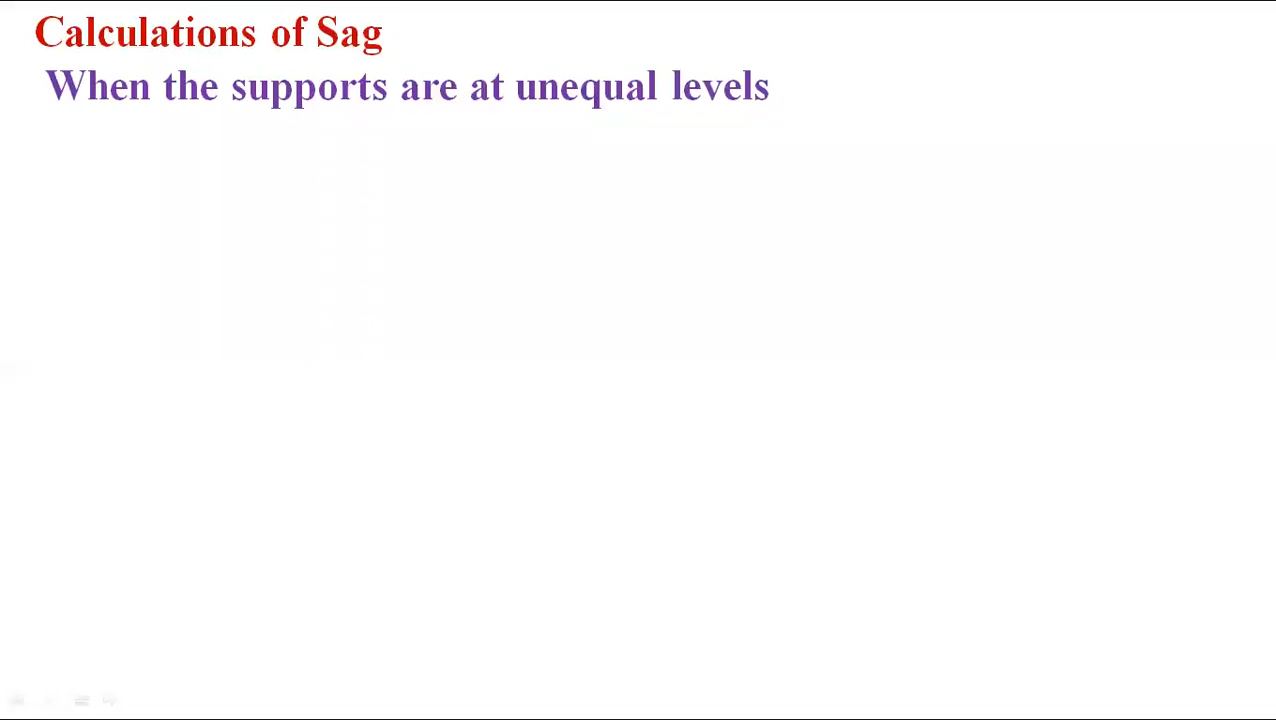 Calculations of Sag
When the supports are at unequal levels